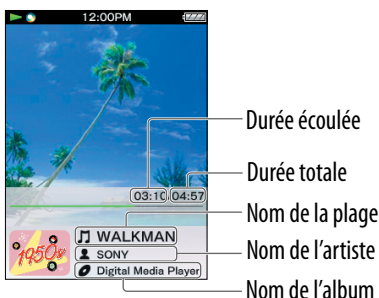 12:00PM
Durée écoulée
Durée totale
03:10 04:57
Nom de la plage
WALKMAN
Nom de l'artiste
SONY
1950s
Digital Media Player
Nom de l'album